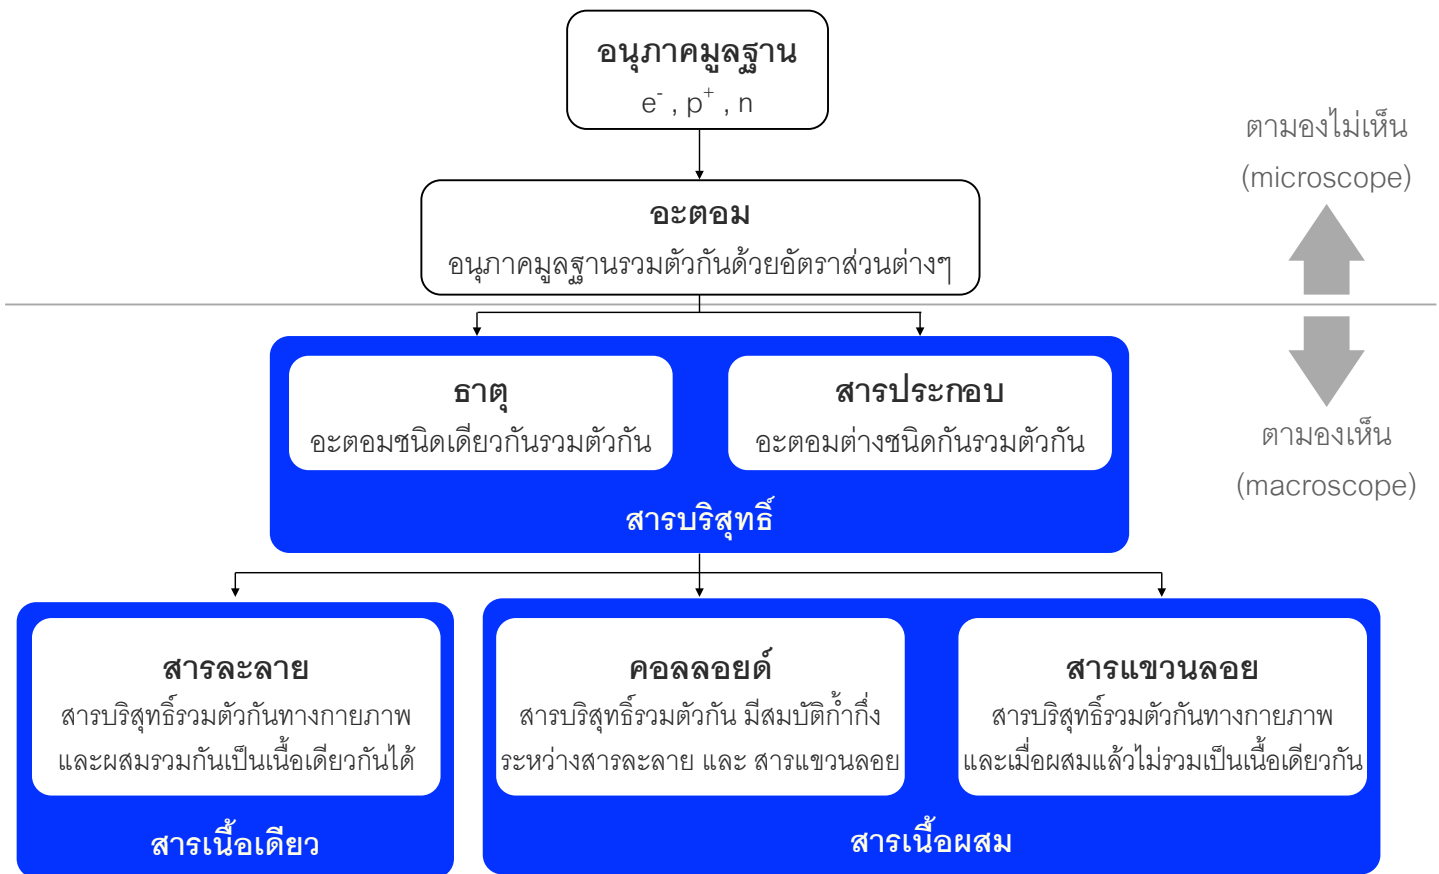 อนุภาคมูลฐาน
e⁻ , p⁺ , n
ตามองไม่เห็น
(microscope)
อะตอม
อนุภาคมูลฐานรวมตัวกันด้วยอัตราส่วนต่างๆ
ธาตุ
อะตอมชนิดเดียวกันรวมตัวกัน
สารประกอบ
อะตอมต่างชนิดกันรวมตัวกัน
สารบริสุทธิ์
ตามองเห็น
(macroscope)
สารละลาย
สารบริสุทธิ์รวมตัวกันทางกายภาพ
และผสมรวมกันเป็นเนื้อเดียวกันได้
สารเนื้อเดียว
คอลลอยด์
สารบริสุทธิ์รวมตัวกัน มีสมบัติก้ำกึ่ง
ระหว่างสารละลาย และ สารแขวนลอย
สารแขวนลอย
สารบริสุทธิ์รวมตัวกันทางกายภาพ
และเมื่อผสมแล้วไม่รวมเป็นเนื้อเดียวกัน
สารเนื้อผสม